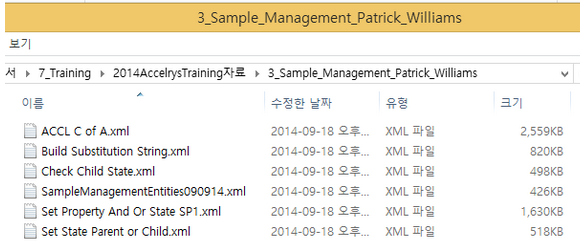 3_Sample_Management_Patrick_Williams
보기
서 › 7_Training › 2014AccelrysTraining자료 › 3_Sample_Management_Patrick_Williams
이름 수정한 날짜 유형 크기
ACCL C of A.xml 2014-09-18 오후... XML 파일 2,559KB
Build Substitution String.xml 2014-09-18 오후... XML 파일 820KB
Check Child State.xml 2014-09-18 오후... XML 파일 498KB
SampleManagementEntities090914.xml 2014-09-18 오후... XML 파일 426KB
Set Property And Or State SP1.xml 2014-09-18 오후... XML 파일 1,630KB
Set State Parent or Child.xml 2014-09-18 오후... XML 파일 518KB